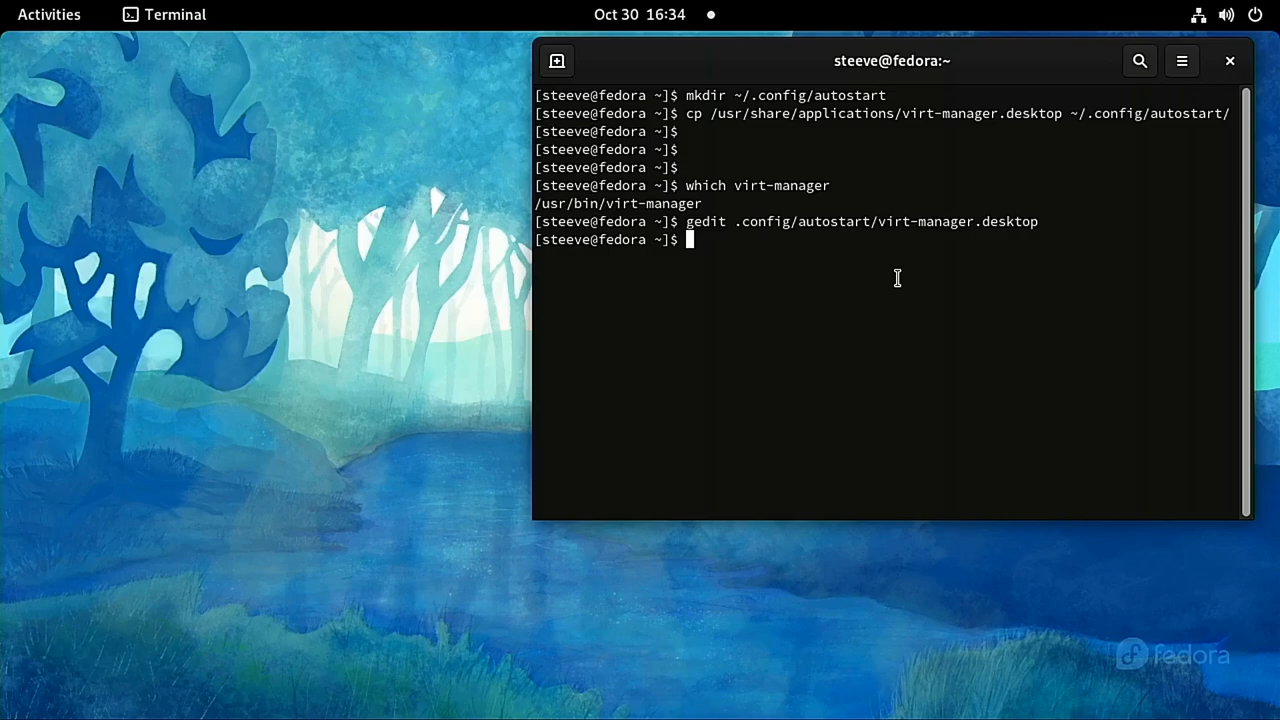 Activities
Terminal
Oct 30 16:34
steeve@fedora:~
[steeve@fedora ~]$ mkdir ~/.config/autostart
[steeve@fedora ~]$ cp /usr/share/applications/virt-manager.desktop ~/.config/autostart/
[steeve@fedora ~]$
[steeve@fedora ~]$
[steeve@fedora ~]$
[steeve@fedora ~]$ which virt-manager
/usr/bin/virt-manager
[steeve@fedora ~]$ gedit .config/autostart/virt-manager.desktop
[steeve@fedora ~]$
fedora